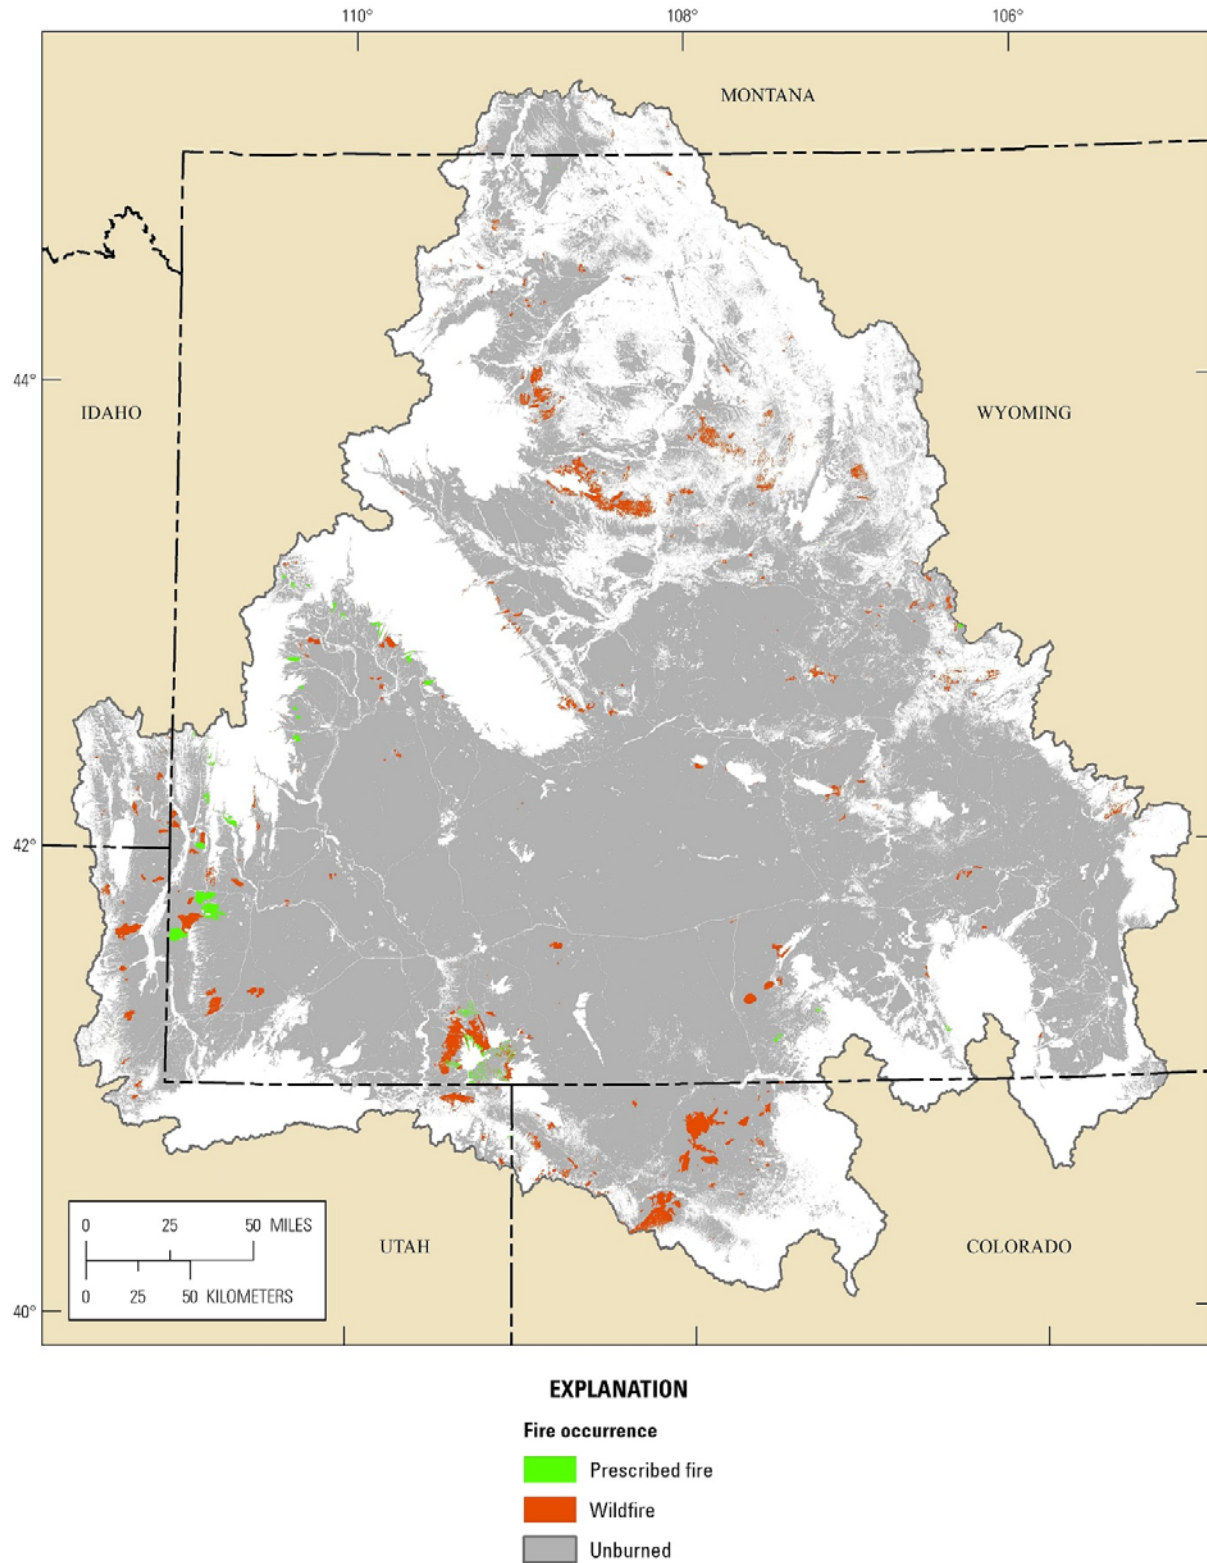 110° 108° 106°
MONTANA
44°
IDAHO WYOMING
42°
0 25 50 MILES
UTAH COLORADO
0 25 50 KILOMETERS
40°
EXPLANATION
Fire occurrence
Prescribed fire
Wildfire
Unburned